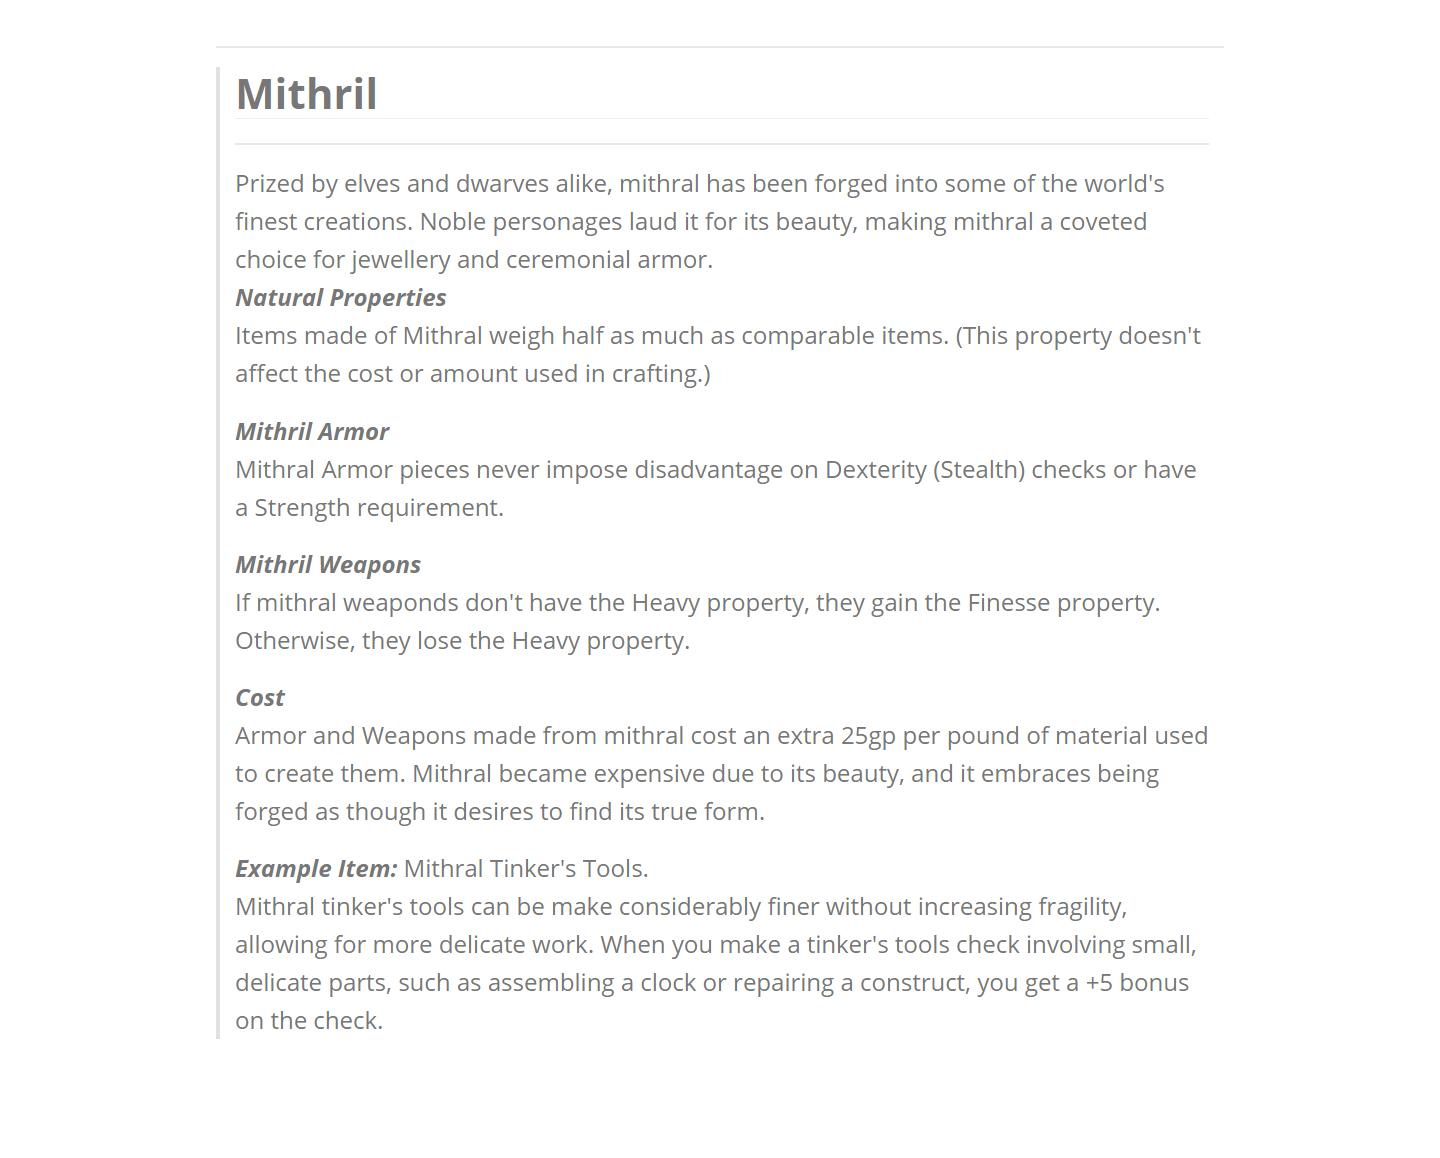 Mithril
Prized by elves and dwarves alike, mithral has been forged into some of the world's
finest creations. Noble personages laud it for its beauty, making mithral a coveted
choice for jewellery and ceremonial armor.
Natural Properties
Items made of Mithral weigh half as much as comparable items. (This property doesn't
affect the cost or amount used in crafting.)
Mithril Armor
Mithral Armor pieces never impose disadvantage on Dexterity (Stealth) checks or have
a Strength requirement.
Mithril Weapons
If mithral weaponds don't have the Heavy property, they gain the Finesse property.
Otherwise, they lose the Heavy property.
Cost
Armor and Weapons made from mithral cost an extra 25gp per pound of material used
to create them. Mithral became expensive due to its beauty, and it embraces being
forged as though it desires to find its true form.
Example Item: Mithral Tinker's Tools.
Mithral tinker's tools can be make considerably finer without increasing fragility,
allowing for more delicate work. When you make a tinker's tools check involving small,
delicate parts, such as assembling a clock or repairing a construct, you get a +5 bonus
on the check.